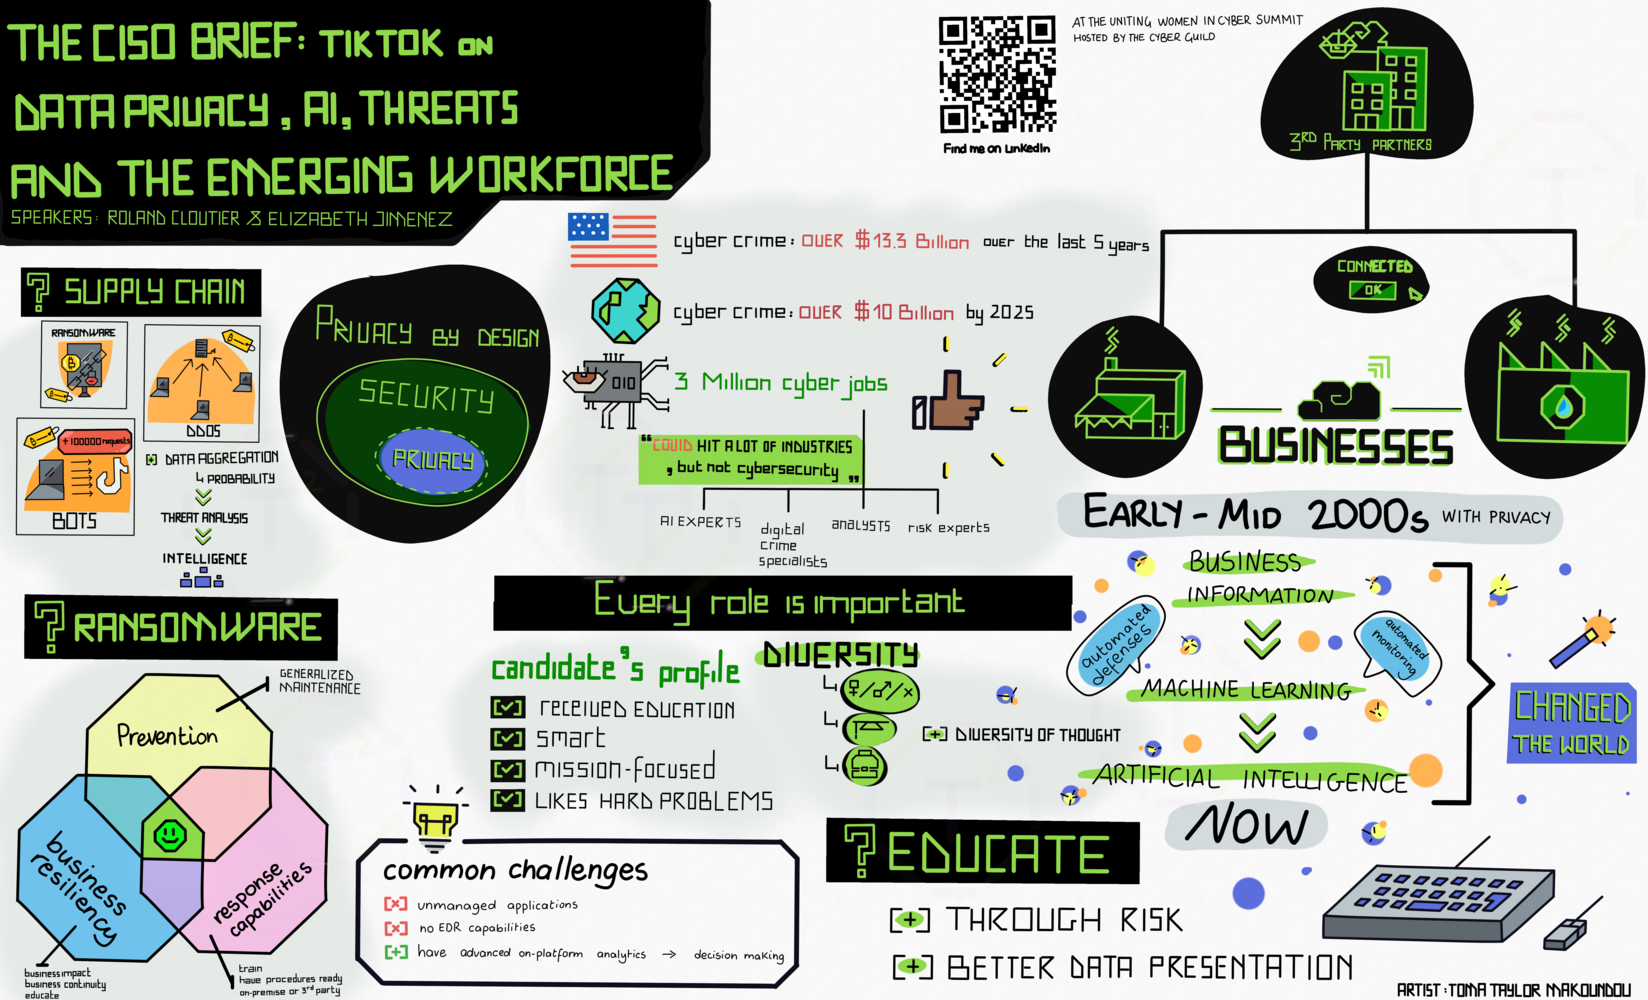 THE CISO BRIEF: TIKTOK ON
DATA PRIVACY, AI, THREATS
AND THE EMERGING WORKFORCE
SPEAKERS: ROLAND CLOUTIER & ELIZABETH JIMENEZ
Find me on LinkedIn
AT THE UNITING WOMEN IN CYBER SUMMIT
HOSTED BY THE CYBER GUILD
3RD PARTY PARTNERS
CONNECTED
OK
BUSINESSES
? SUPPLY CHAIN
RANSOMWARE
DDOS
+100000 requests
BOTS
[+] DATA AGGREGATION
PROBABILITY
THREAT ANALYSIS
INTELLIGENCE
PRIVACY BY DESIGN
SECURITY
PRIVACY
cyber crime: OVER $13.3 Billion over the last 5 years
cyber crime: OVER $10 Billion by 2025
010
3 Million cyber jobs
"COVID HIT A LOT OF INDUSTRIES
, but not cybersecurity"
AI EXPERTS
digital
crime
specialists
analysts
risk experts
Every role is important
candidate's profile
[✓] received EDUCATION
[✓] smart
[✓] mission-focused
[✓] LIKES HARD PROBLEMS
DIVERSITY
♀/♂/×
[+] DIVERSITY OF THOUGHT
? RANSOMWARE
GENERALIZED
MAINTENANCE
Prevention
business
resiliency
response
capabilities
business impact
business continuity
educate
train
have procedures ready
on-premise or 3rd party
common challenges
[x] unmanaged applications
[x] no EDR capabilities
[+] have advanced on-platform analytics → decision making
EARLY - MID 2000s WITH PRIVACY
BUSINESS
INFORMATION
automated
defenses
automated
monitoring
MACHINE LEARNING
ARTIFICIAL INTELLIGENCE
NOW
CHANGED
THE WORLD
? EDUCATE
[+] THROUGH RISK
[+] BETTER DATA PRESENTATION
ARTIST: TOMA TAYLOR MAKOUNDOU